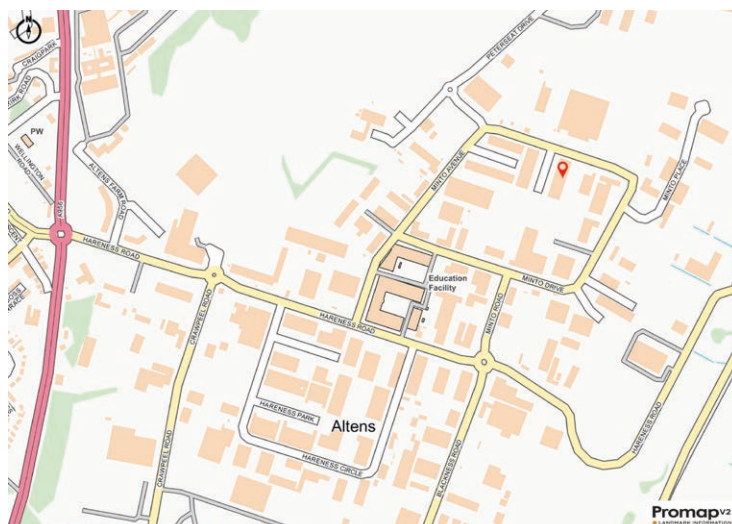 N
CRAIGPARK
PETERSEAT DRIVE
PW
WELLINGTON
ROAD
ALTENS FARM ROAD
A956
MINTO AVENUE
MINTO PLACE
HARENESS ROAD
Education
Facility
MINTO DRIVE
CRAWPEEL ROAD
HARENESS ROAD
MINTO ROAD
HARENESS PARK
Altens
HARENESS CIRCLE
HARENESS ROAD
CRAWPEEL ROAD
BLACKNESS ROAD
Promap V2
LANDMARK INFORMATION